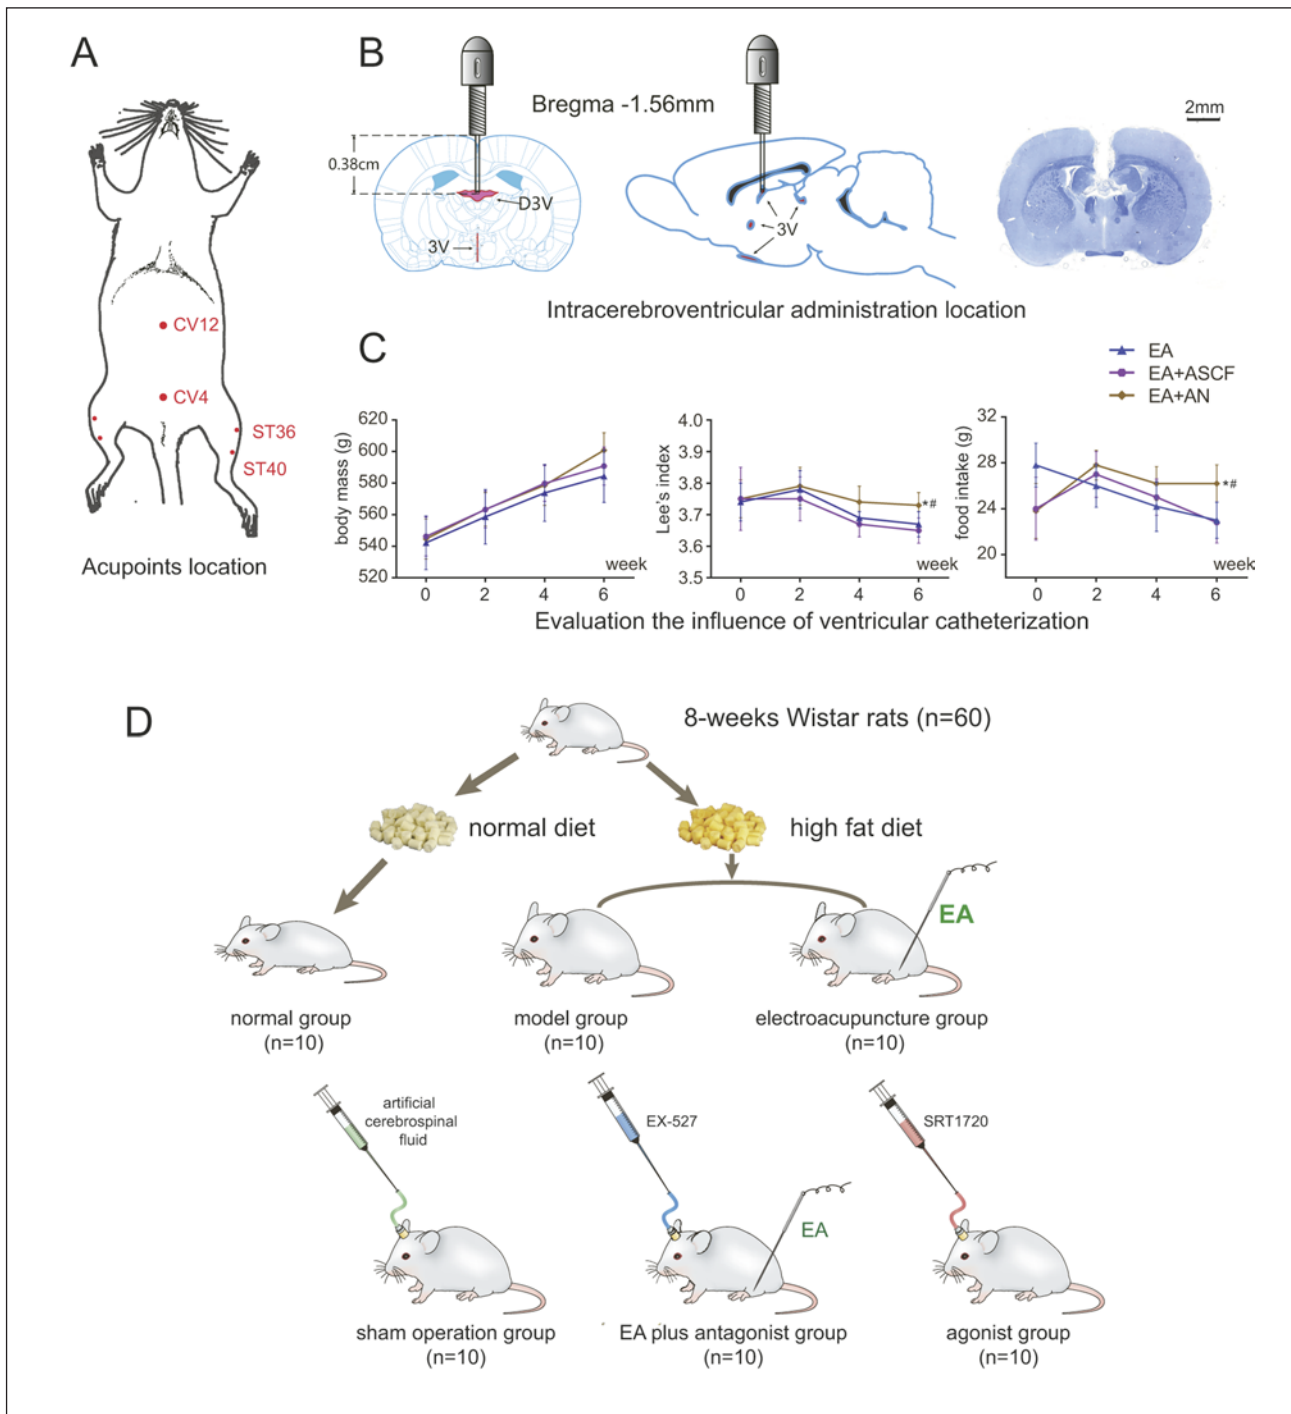 A
CV12
CV4
ST36
ST40
Acupoints location
B
Bregma -1.56mm
0.38cm
D3V
3V
3V
2mm
Intracerebroventricular administration location
C
EA
EA+ASCF
EA+AN
body mass (g)
620
600
580
560
540
520
0 2 4 6
week
Lee's index
4.0
3.9
3.8
3.7
3.6
3.5
*#
0 2 4 6
week
food intake (g)
32
28
24
20
*#
0 2 4 6
week
Evaluation the influence of ventricular catheterization
D
8-weeks Wistar rats (n=60)
normal diet
high fat diet
EA
normal group
(n=10)
model group
(n=10)
electroacupuncture group
(n=10)
artificial
cerebrospinal
fluid
EX-527
SRT1720
EA
sham operation group
(n=10)
EA plus antagonist group
(n=10)
agonist group
(n=10)